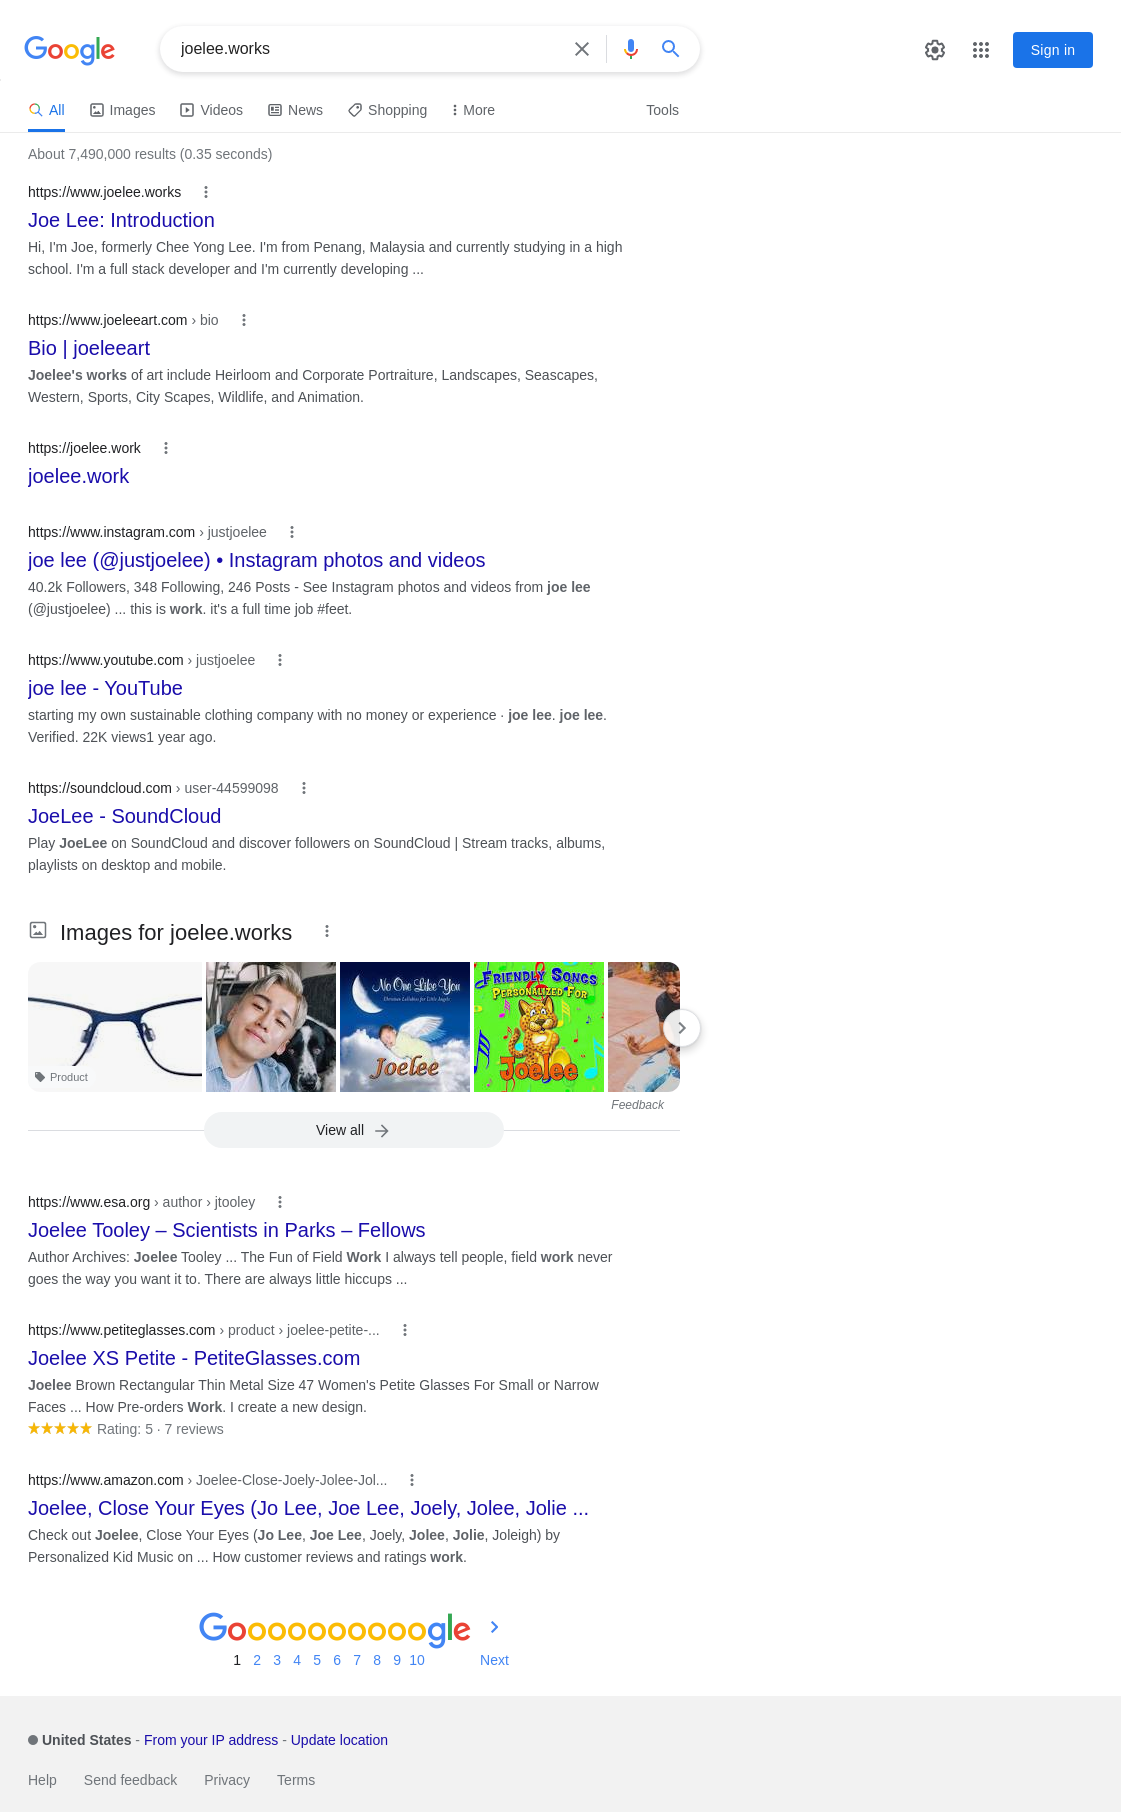 Google
joelee.works
Sign in
All
Images
Videos
News
Shopping
More
Tools
About 7,490,000 results (0.35 seconds)
https://www.joelee.works
Joe Lee: Introduction
Hi, I'm Joe, formerly Chee Yong Lee. I'm from Penang, Malaysia and currently studying in a high
school. I'm a full stack developer and I'm currently developing ...
https://www.joeleeart.com › bio
Bio | joeleeart
Joelee's works of art include Heirloom and Corporate Portraiture, Landscapes, Seascapes,
Western, Sports, City Scapes, Wildlife, and Animation.
https://joelee.work
joelee.work
https://www.instagram.com › justjoelee
joe lee (@justjoelee) • Instagram photos and videos
40.2k Followers, 348 Following, 246 Posts - See Instagram photos and videos from joe lee
(@justjoelee) ... this is work. it's a full time job #feet.
https://www.youtube.com › justjoelee
joe lee - YouTube
starting my own sustainable clothing company with no money or experience · joe lee. joe lee.
Verified. 22K views1 year ago.
https://soundcloud.com › user-44599098
JoeLee - SoundCloud
Play JoeLee on SoundCloud and discover followers on SoundCloud | Stream tracks, albums,
playlists on desktop and mobile.
Images for joelee.works
Product
No One Like You
Christian Lullabies for Little Angels
Joelee
FRIENDLY SONGS
PERSONALIZED FOR
Joelee
Feedback
View all
https://www.esa.org › author › jtooley
Joelee Tooley – Scientists in Parks – Fellows
Author Archives: Joelee Tooley ... The Fun of Field Work I always tell people, field work never
goes the way you want it to. There are always little hiccups ...
https://www.petiteglasses.com › product › joelee-petite-...
Joelee XS Petite - PetiteGlasses.com
Joelee Brown Rectangular Thin Metal Size 47 Women's Petite Glasses For Small or Narrow
Faces ... How Pre-orders Work. I create a new design.
Rating: 5 · 7 reviews
https://www.amazon.com › Joelee-Close-Joely-Jolee-Jol...
Joelee, Close Your Eyes (Jo Lee, Joe Lee, Joely, Jolee, Jolie ...
Check out Joelee, Close Your Eyes (Jo Lee, Joe Lee, Joely, Jolee, Jolie, Joleigh) by
Personalized Kid Music on ... How customer reviews and ratings work.
Goooooooooogle
1 2 3 4 5 6 7 8 9 10 Next
United States - From your IP address - Update location
Help Send feedback Privacy Terms